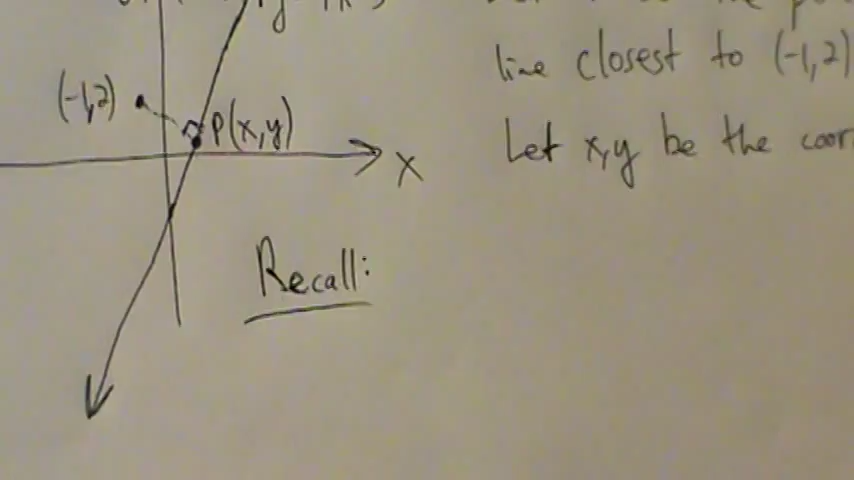 line closest to (-1,2)
(-1,2)
P(x,y)
Let x,y be the
x
Recall: